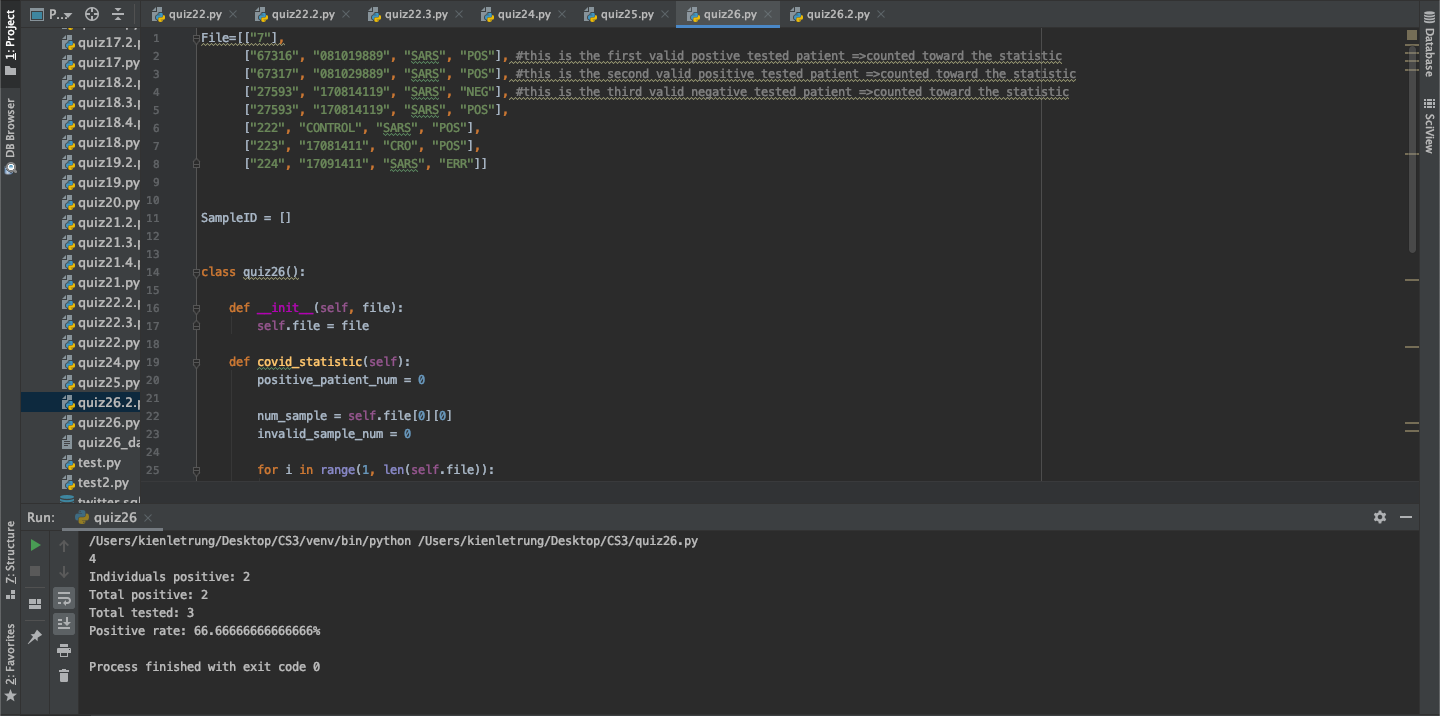 1: Project
P..
quiz22.py
quiz22.2.py
quiz22.3.py
quiz24.py
quiz25.py
quiz26.py
quiz26.2.py
Database
SciView
DB Browser
Z: Structure
2: Favorites
quiz17.2.
quiz17.py
quiz18.2.
quiz18.3.
quiz18.4.
quiz18.py
quiz19.2.
quiz19.py
quiz20.py
quiz21.2.
quiz21.3.
quiz21.4.
quiz21.py
quiz22.2.
quiz22.3.
quiz22.py
quiz24.py
quiz25.py
quiz26.2.
quiz26.py
quiz26_da
test.py
test2.py
twitter.sql
1 File=[["7"],
2 ["67316", "081019889", "SARS", "POS"], #this is the first valid postive tested patient =>counted toward the statistic
3 ["67317", "081029889", "SARS", "POS"], #this is the second valid positive tested patient =>counted toward the statistic
4 ["27593", "170814119", "SARS", "NEG"], #this is the third valid negative tested patient =>counted toward the statistic
5 ["27593", "170814119", "SARS", "POS"],
6 ["222", "CONTROL", "SARS", "POS"],
7 ["223", "17081411", "CRO", "POS"],
8 ["224", "17091411", "SARS", "ERR"]]
9
10
11 SampleID = []
12
13
14 class quiz26():
15
16 def __init__(self, file):
17 self.file = file
18
19 def covid_statistic(self):
20 positive_patient_num = 0
21
22 num_sample = self.file[0][0]
23 invalid_sample_num = 0
24
25 for i in range(1, len(self.file)):
Run: quiz26
/Users/kienletrung/Desktop/CS3/venv/bin/python /Users/kienletrung/Desktop/CS3/quiz26.py
4
Individuals positive: 2
Total positive: 2
Total tested: 3
Positive rate: 66.66666666666666%
Process finished with exit code 0